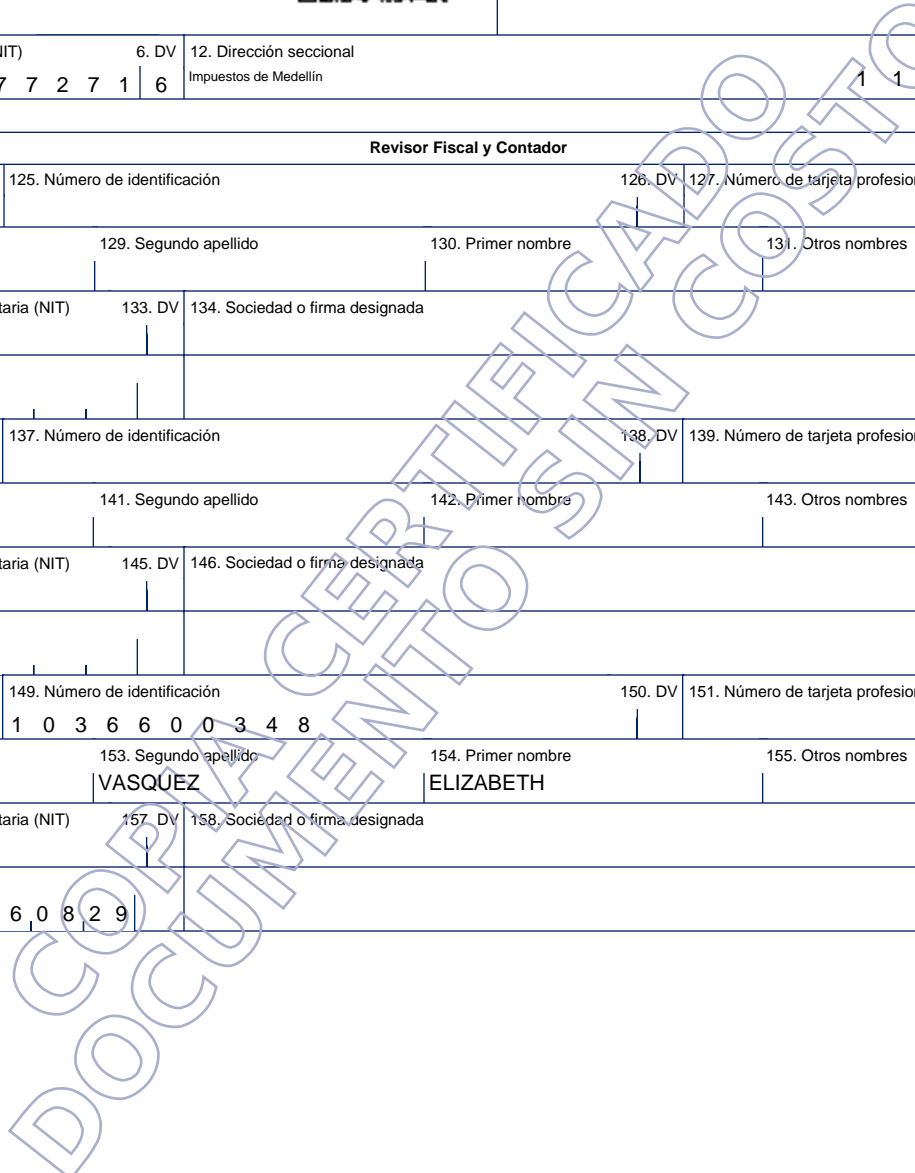 NIT) 6. DV 12. Dirección seccional
7 7 2 7 1 6 Impuestos de Medellín 1 1
Revisor Fiscal y Contador
125. Número de identificación 126. DV 127. Número de tarjeta profesion
129. Segundo apellido 130. Primer nombre 131. Otros nombres
taria (NIT) 133. DV 134. Sociedad o firma designada
137. Número de identificación 138. DV 139. Número de tarjeta profesion
141. Segundo apellido 142. Primer nombre 143. Otros nombres
taria (NIT) 145. DV 146. Sociedad o firma designada
149. Número de identificación 150. DV 151. Número de tarjeta profesion
1 0 3 6 6 0 0 3 4 8
153. Segundo apellido 154. Primer nombre 155. Otros nombres
VASQUEZ ELIZABETH
taria (NIT) 157. DV 158. Sociedad o firma designada
6 0 8 2 9
COPIA CERTIFICADO
DOCUMENTO SIN COSTO